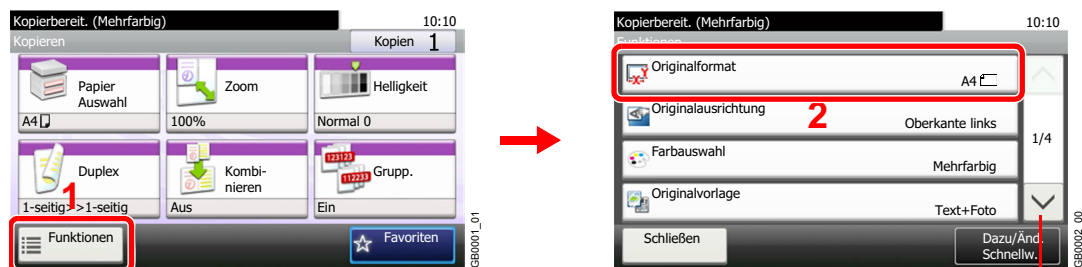 Kopierbereit. (Mehrfarbig)
10:10
Kopieren
Kopien 1
Papier
Auswahl
A4
Zoom
100%
Helligkeit
Normal 0
Duplex
1-seitig>>1-seitig
Kombi-
nieren
Aus
123123
112233
Grupp.
Ein
1
Funktionen
Favoriten
GB0001_01
Kopierbereit. (Mehrfarbig)
10:10
Funktionen
Originalformat
A4
Originalausrichtung
2
Oberkante links
1/4
Farbauswahl
Mehrfarbig
Originalvorlage
Text+Foto
Schließen
Dazu/Änd.
Schnellw.
GB0002_00